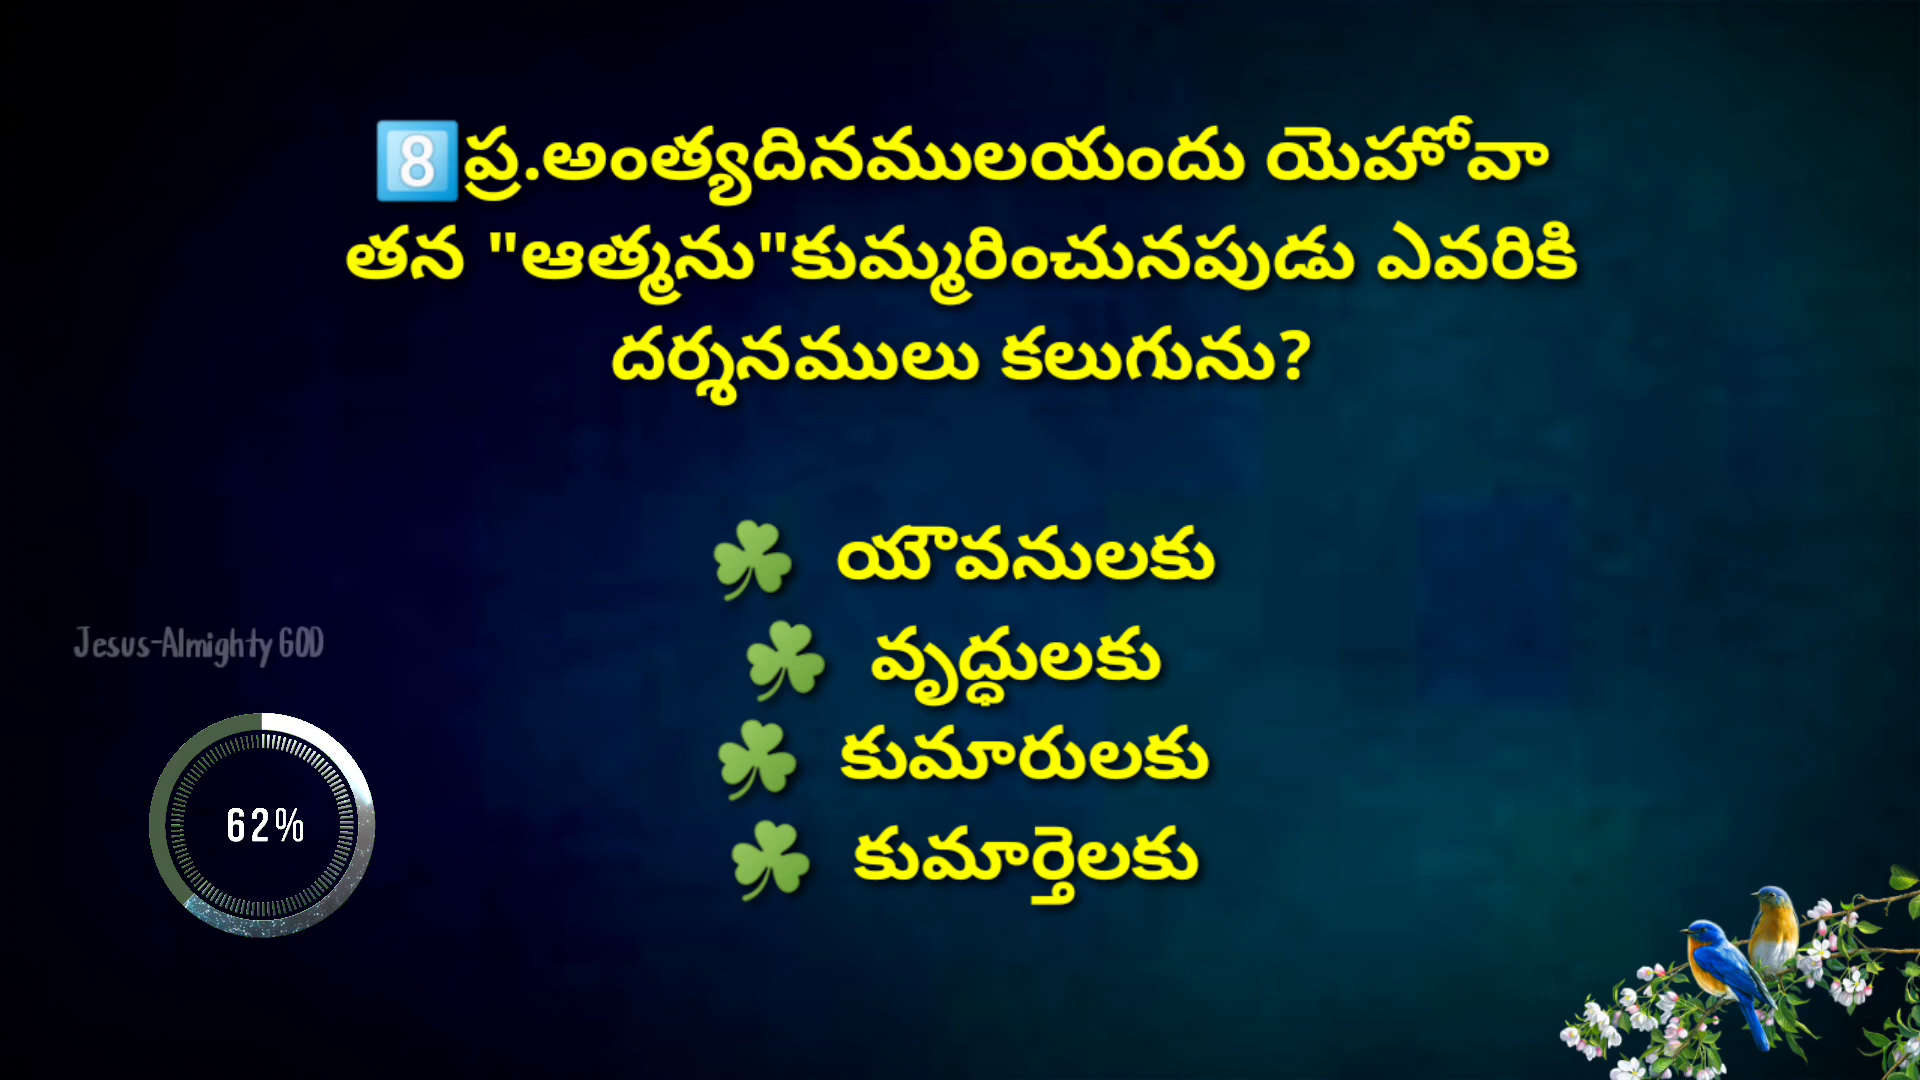 8️⃣ప్ర.అంత్యదినములయందు యెహోవా
తన "ఆత్మను"కుమ్మరించునపుడు ఎవరికి
దర్శనములు కలుగును?
☘️ యౌవనులకు
☘️ వృద్ధులకు
☘️ కుమారులకు
☘️ కుమార్తెలకు
Jesus-Almighty GOD
62%